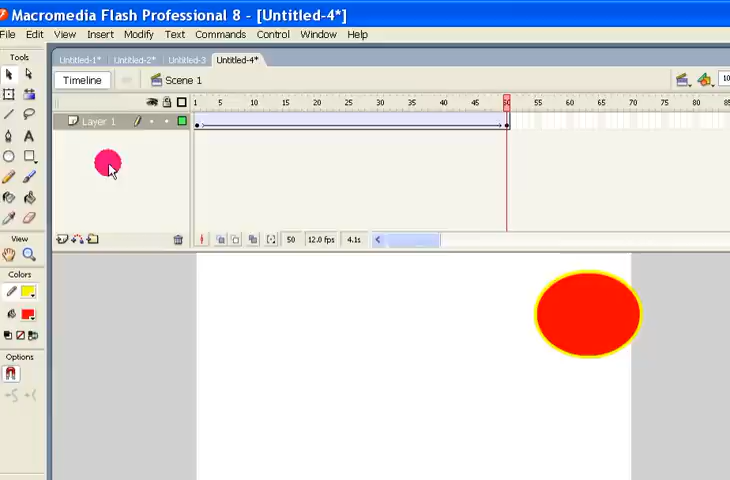 Macromedia Flash Professional 8 - [Untitled-4*]
File Edit View Insert Modify Text Commands Control Window Help
Tools
Untitled-1* Untitled-2* Untitled-3 Untitled-4*
Timeline Scene 1 10
1 5 10 15 20 25 30 35 40 45 50 55 60 65 70 75 80 85
Layer 1
A
50 12.0 fps 4.1s
View
Colors
Options